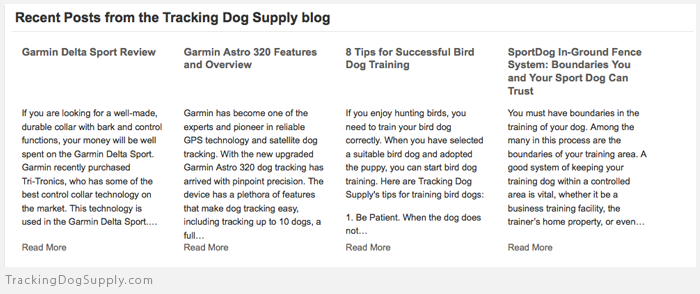 Recent Posts from the Tracking Dog Supply blog
Garmin Delta Sport Review
If you are looking for a well-made,
durable collar with bark and control
functions, your money will be well
spent on the Garmin Delta Sport.
Garmin recently purchased
Tri-Tronics, who has some of the
best control collar technology on
the market. This technology is
used in the Garmin Delta Sport.…
Read More
Garmin Astro 320 Features
and Overview
Garmin has become one of the
experts and pioneer in reliable
GPS technology and satellite dog
tracking. With the new upgraded
Garmin Astro 320 dog tracking has
arrived with pinpoint precision. The
device has a plethora of features
that make dog tracking easy,
including tracking up to 10 dogs, a
full…
Read More
8 Tips for Successful Bird
Dog Training
If you enjoy hunting birds, you
need to train your bird dog
correctly. When you have selected
a suitable bird dog and adopted
the puppy, you can start bird dog
training. Here are Tracking Dog
Supply's tips for training bird dogs:
1. Be Patient. When the dog does
not…
Read More
SportDog In-Ground Fence
System: Boundaries You
and Your Sport Dog Can
Trust
You must have boundaries in the
training of your dog. Among the
many in this process are the
boundaries of your training area. A
good system of keeping your
training dog within a controlled
area is vital, whether it be a
business training facility, the
trainer's home property, or even…
Read More
TrackingDogSupply.com